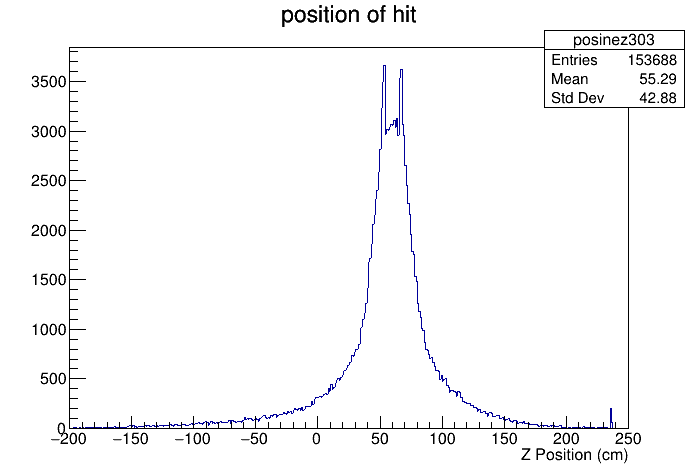 position of hit
posinez303
Entries 153688
Mean 55.29
Std Dev 42.88
3500
3000
2500
2000
1500
1000
500
0
−200 −150 −100 −50 0 50 100 150 200 250
Z Position (cm)